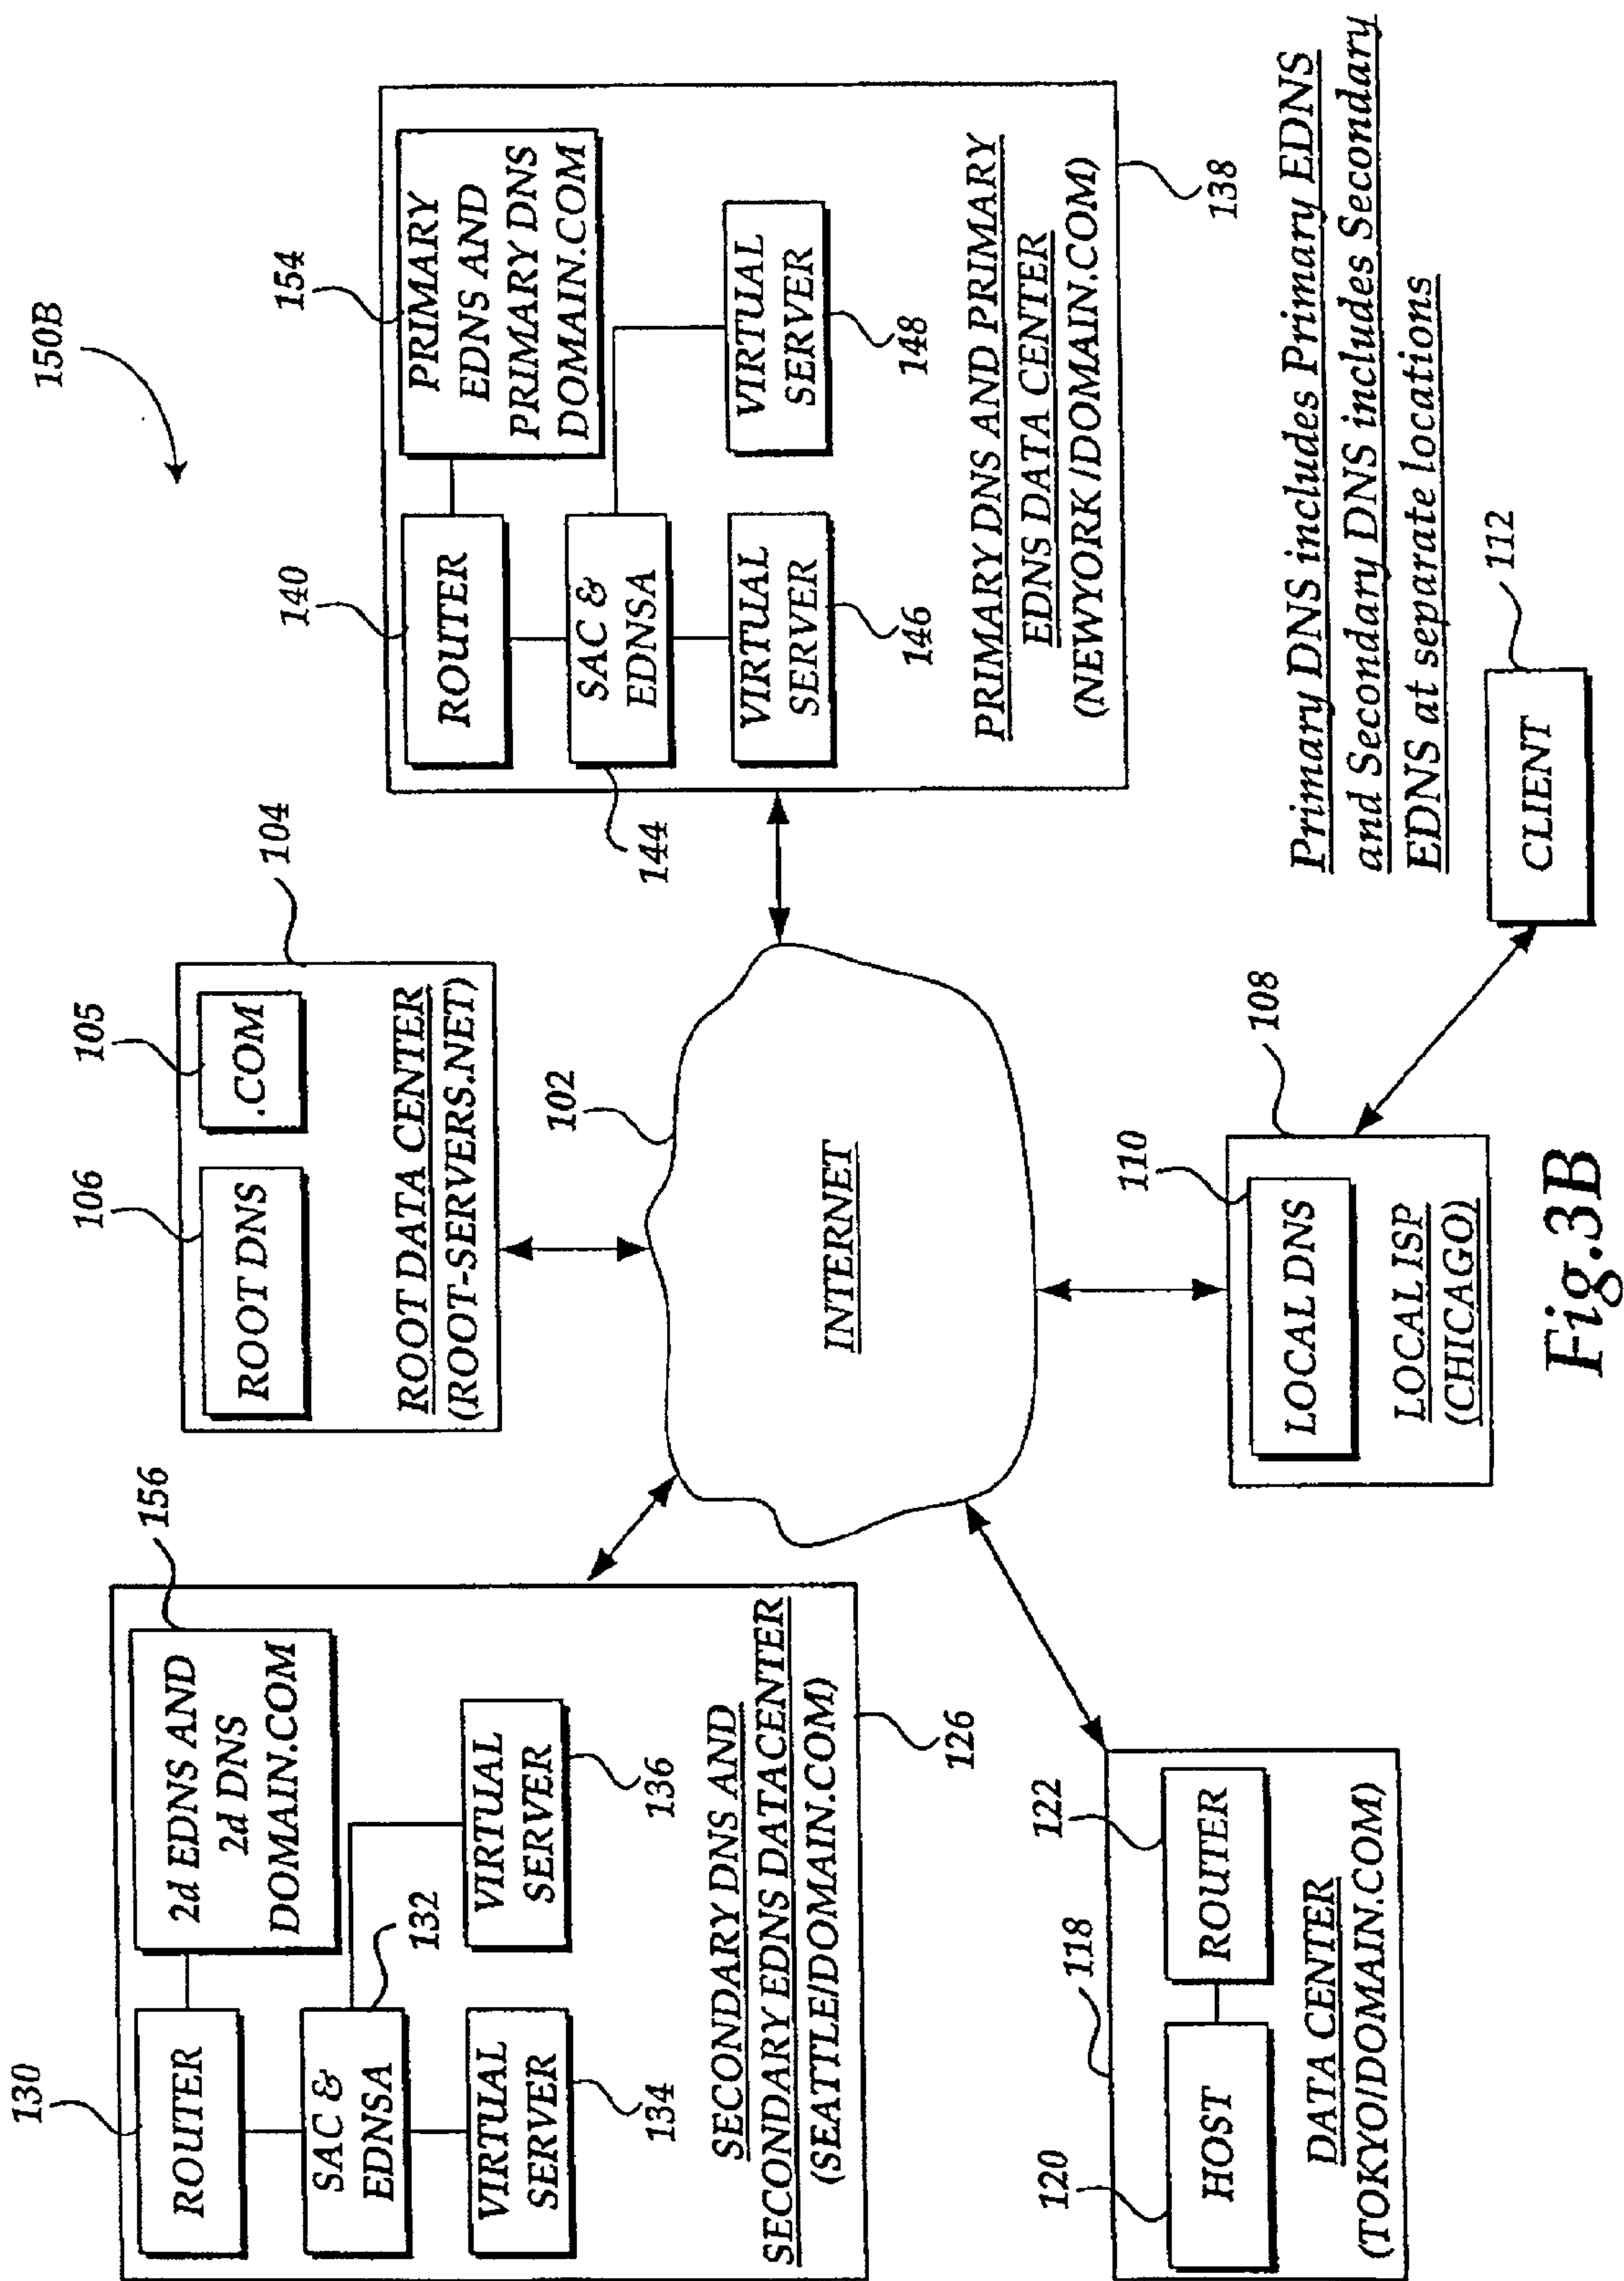 150B
130
ROUTER
2d EDNS AND
2d DNS
DOMAIN.COM
156
SAC &
EDNSA
132
VIRTUAL
SERVER
134
VIRTUAL
SERVER
136
SECONDARY DNS AND
SECONDARY EDNS DATACENTER
(SEATTLE/DOMAIN.COM)
126
106
105
104
ROOT DNS
.COM
ROOT DATA CENTER
(ROOT-SERVERS.NET)
140
154
ROUTER
PRIMARY
EDNS AND
PRIMARY DNS
DOMAIN.COM
144
SAC &
EDNSA
VIRTUAL
SERVER
146
VIRTUAL
SERVER
148
PRIMARY DNS AND PRIMARY
EDNS DATA CENTER
(NEWYORK/DOMAIN.COM)
138
102
INTERNET
118
120
122
HOST
ROUTER
DATA CENTER
(TOKYO/DOMAIN.COM)
110
108
LOCAL DNS
LOCAL ISP
(CHICAGO)
Primary DNS includes Primary EDNS
and Secondary DNS includes Secondary
EDNS at separate locations
112
CLIENT
Fig.3B